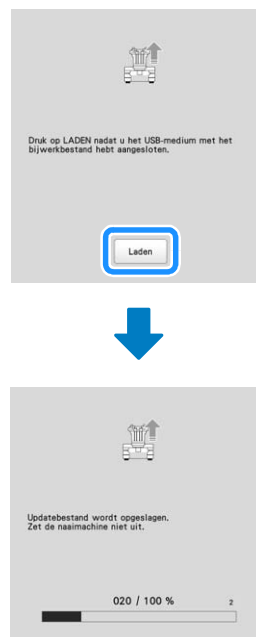 Druk op LADEN nadat u het USB-medium met het
bijwerkbestand hebt aangesloten.
Laden
Updatebestand wordt opgeslagen.
Zet de naaimachine niet uit.
020 / 100 %
2